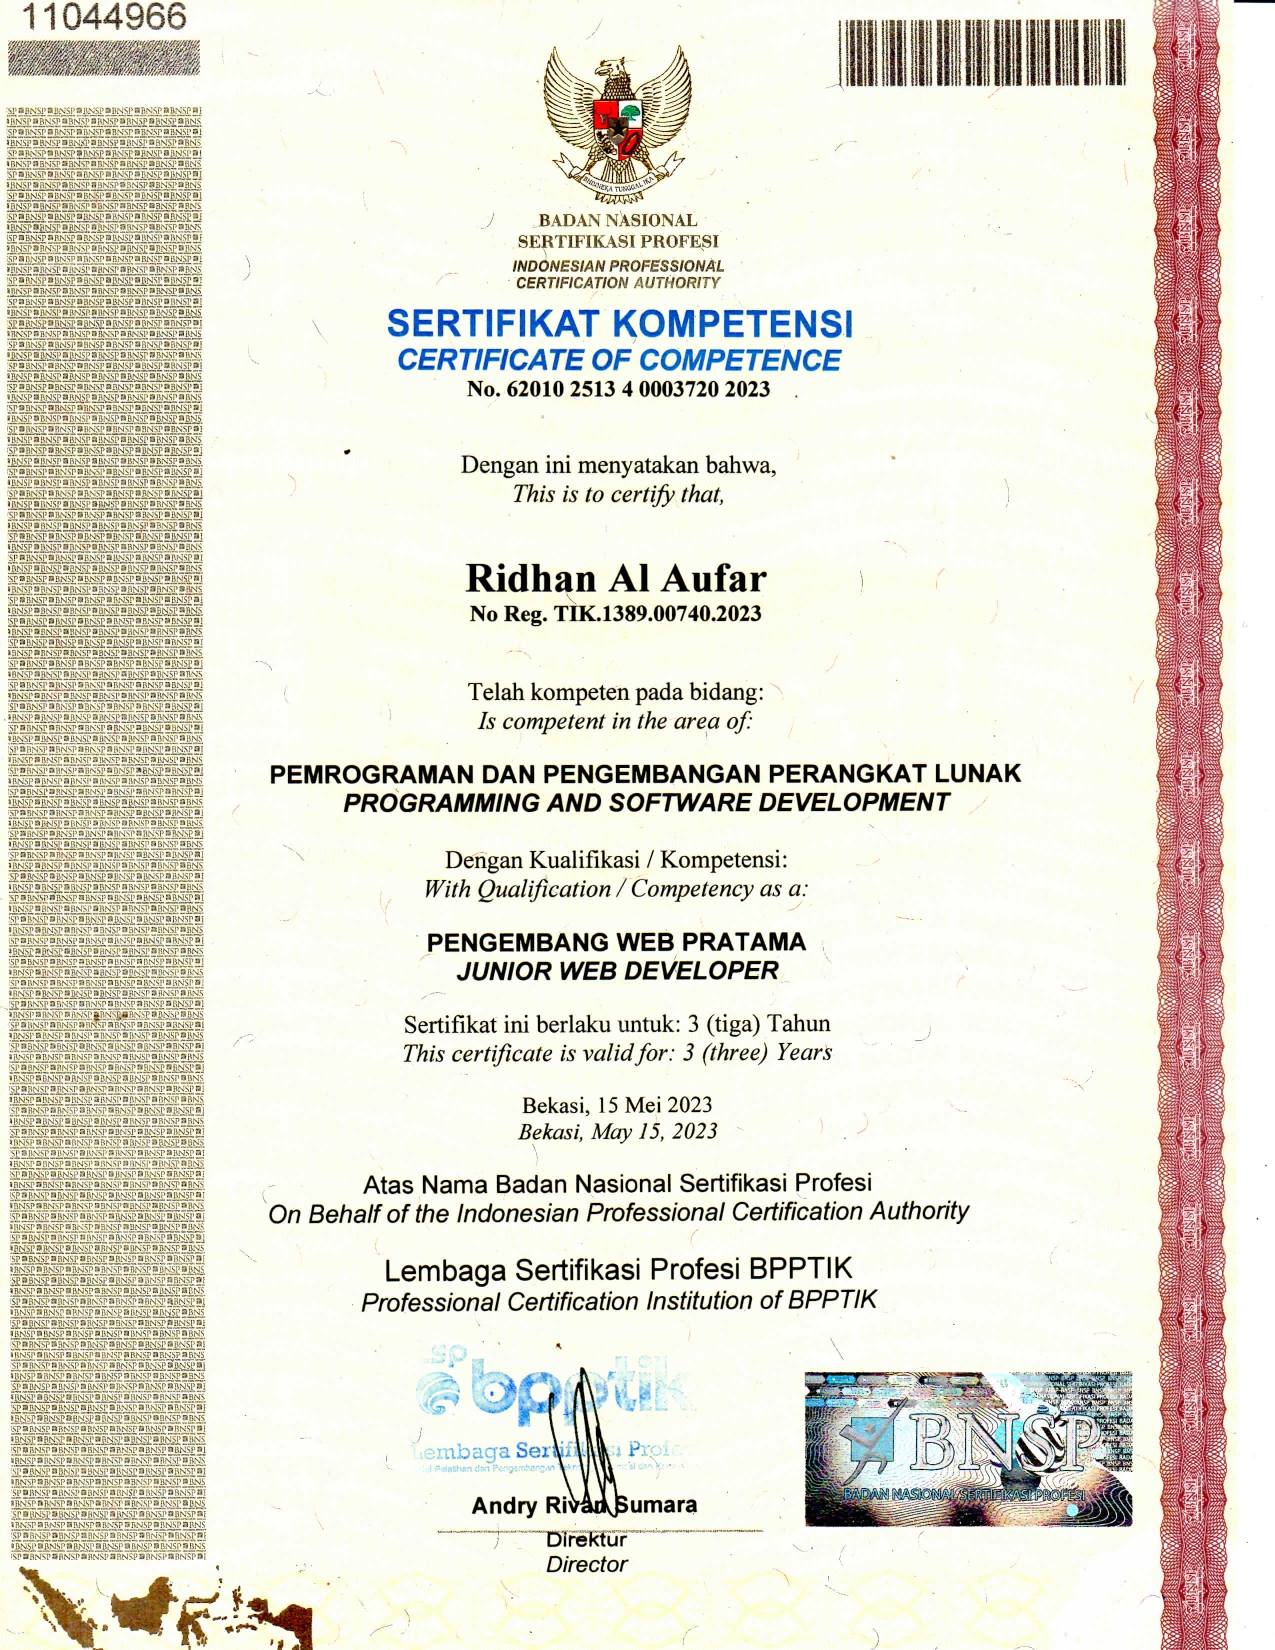 11044966
BHINNEKA TUNGGAL IKA
BADAN NASIONAL
SERTIFIKASI PROFESI
INDONESIAN PROFESSIONAL
CERTIFICATION AUTHORITY
SERTIFIKAT KOMPETENSI
CERTIFICATE OF COMPETENCE
No. 62010 2513 4 0003720 2023
Dengan ini menyatakan bahwa,
This is to certify that,
Ridhan Al Aufar
No Reg. TIK.1389.00740.2023
Telah kompeten pada bidang:
Is competent in the area of:
PEMROGRAMAN DAN PENGEMBANGAN PERANGKAT LUNAK
PROGRAMMING AND SOFTWARE DEVELOPMENT
Dengan Kualifikasi / Kompetensi:
With Qualification / Competency as a:
PENGEMBANG WEB PRATAMA
JUNIOR WEB DEVELOPER
Sertifikat ini berlaku untuk: 3 (tiga) Tahun
This certificate is valid for: 3 (three) Years
Bekasi, 15 Mei 2023
Bekasi, May 15, 2023
Atas Nama Badan Nasional Sertifikasi Profesi
On Behalf of the Indonesian Professional Certification Authority
Lembaga Sertifikasi Profesi BPPTIK
Professional Certification Institution of BPPTIK
sp
bpptik
BNSP
BADAN NASIONAL SERTIFIKASI PROFESI
Andry Rivan Sumara
Direktur
Director